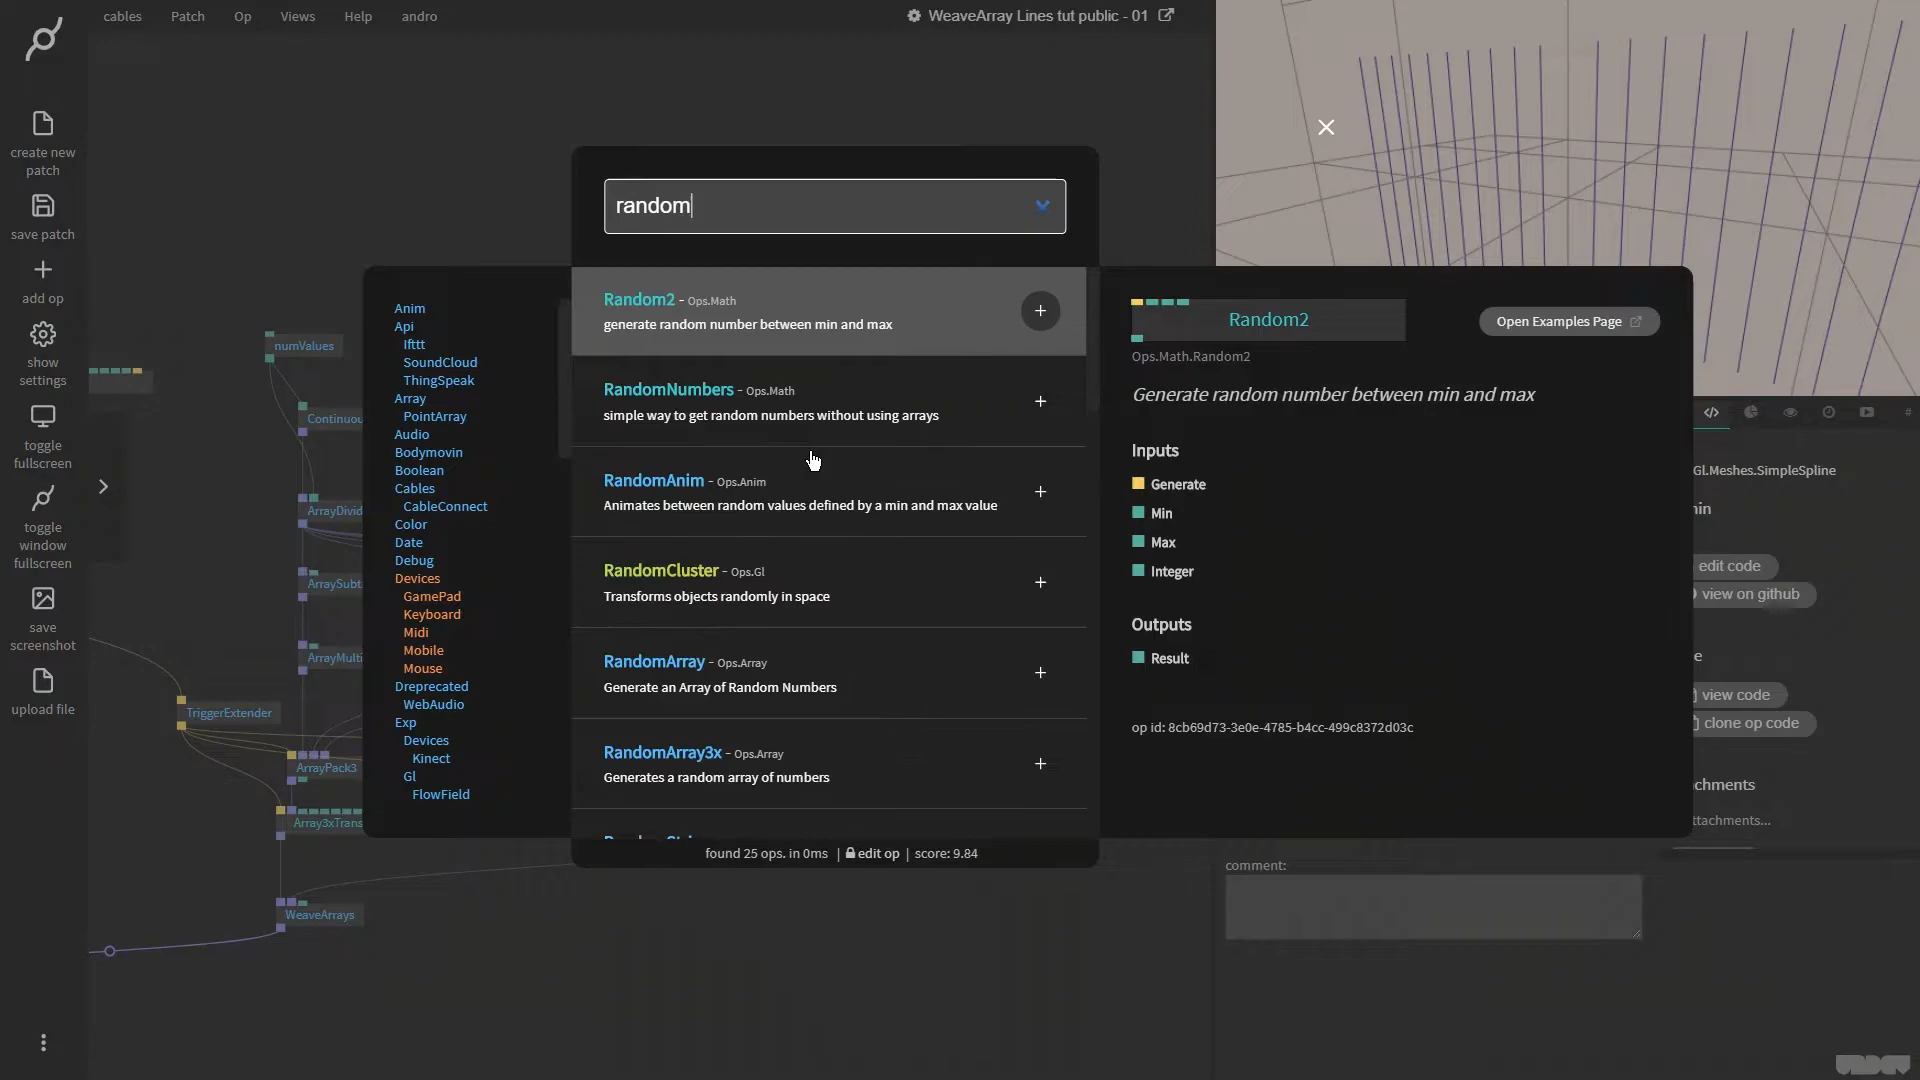 cables Patch Op Views Help andro
WeaveArray Lines tut public - 01
create new
patch
save patch
add op
show
settings
toggle
fullscreen
toggle
window
fullscreen
save
screenshot
upload file
numValues
Continuou
ArrayDivid
ArraySubt
ArrayMulti
TriggerExtender
ArrayPack3
Array3xTrans
WeaveArrays
random
Anim
Api
Ifttt
SoundCloud
ThingSpeak
Array
PointArray
Audio
Bodymovin
Boolean
Cables
CableConnect
Color
Date
Debug
Devices
GamePad
Keyboard
Midi
Mobile
Mouse
Dreprecated
WebAudio
Exp
Devices
Kinect
Gl
FlowField
Random2 - Ops.Math
generate random number between min and max
RandomNumbers - Ops.Math
simple way to get random numbers without using arrays
RandomAnim - Ops.Anim
Animates between random values defined by a min and max value
RandomCluster - Ops.Gl
Transforms objects randomly in space
RandomArray - Ops.Array
Generate an Array of Random Numbers
RandomArray3x - Ops.Array
Generates a random array of numbers
found 25 ops. in 0ms | edit op | score: 9.84
Random2
Open Examples Page
Ops.Math.Random2
Generate random number between min and max
Inputs
Generate
Min
Max
Integer
Outputs
Result
op id: 8cb69d73-3e0e-4785-b4cc-499c8372d03c
#
Gl.Meshes.SimpleSpline
in
edit code
view on github
e
view code
clone op code
achments
ttachments...
comment: